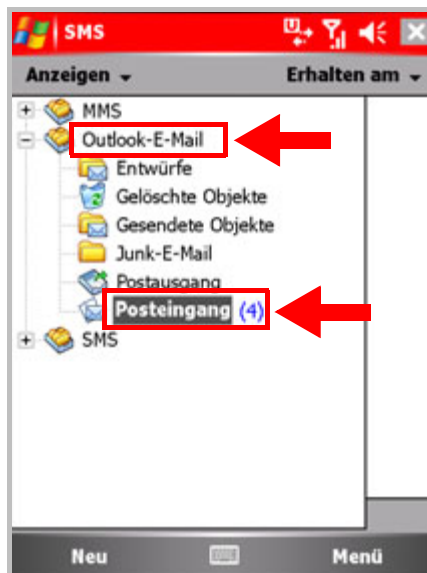 SMS
Anzeigen Erhalten am
MMS
Outlook-E-Mail
Entwürfe
Gelöschte Objekte
Gesendete Objekte
Junk-E-Mail
Postausgang
Posteingang (4)
SMS
Neu Menü